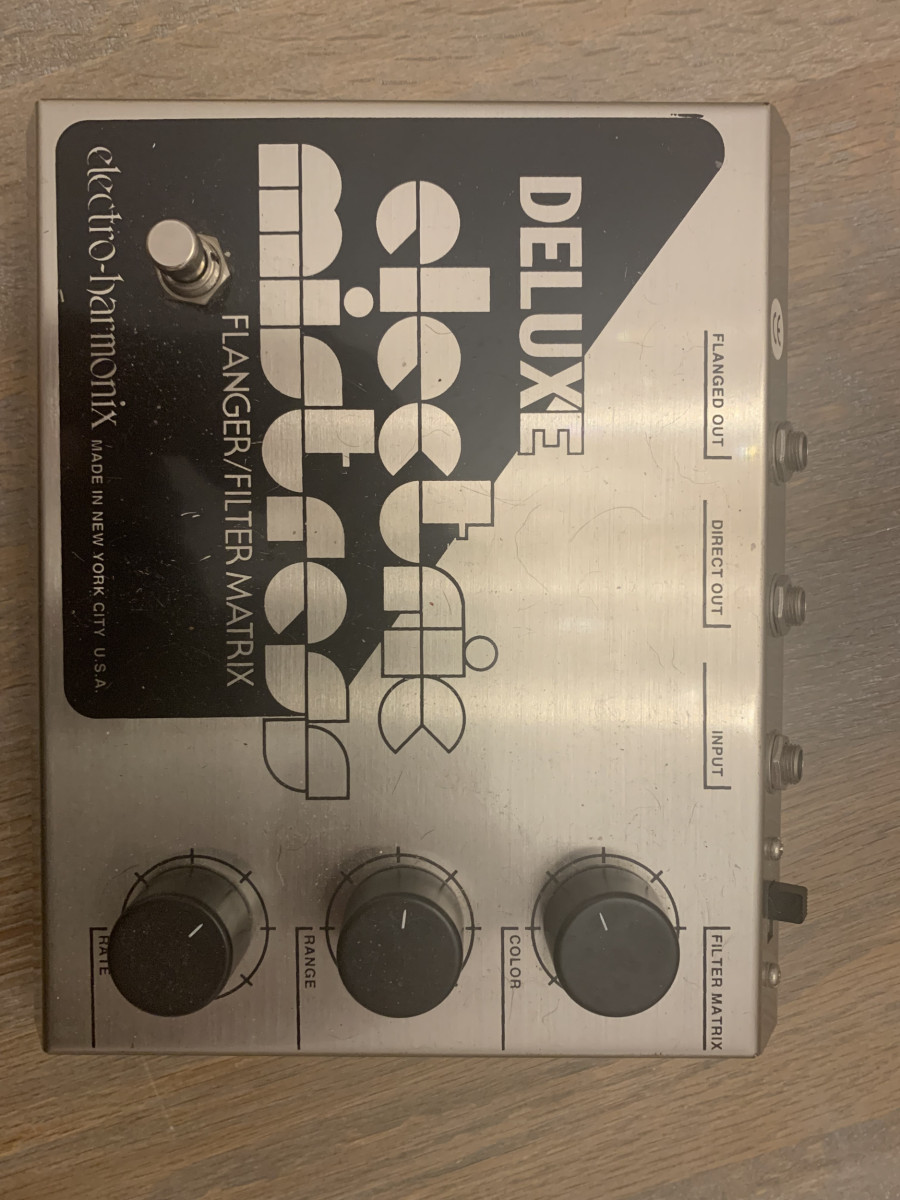 FLANGED OUT
DIRECT OUT
INPUT
FILTER MATRIX
DELUXE
electric
mistress
FLANGER/FILTER MATRIX
COLOR
RANGE
RATE
electro-harmonix MADE IN NEW YORK CITY U.S.A.